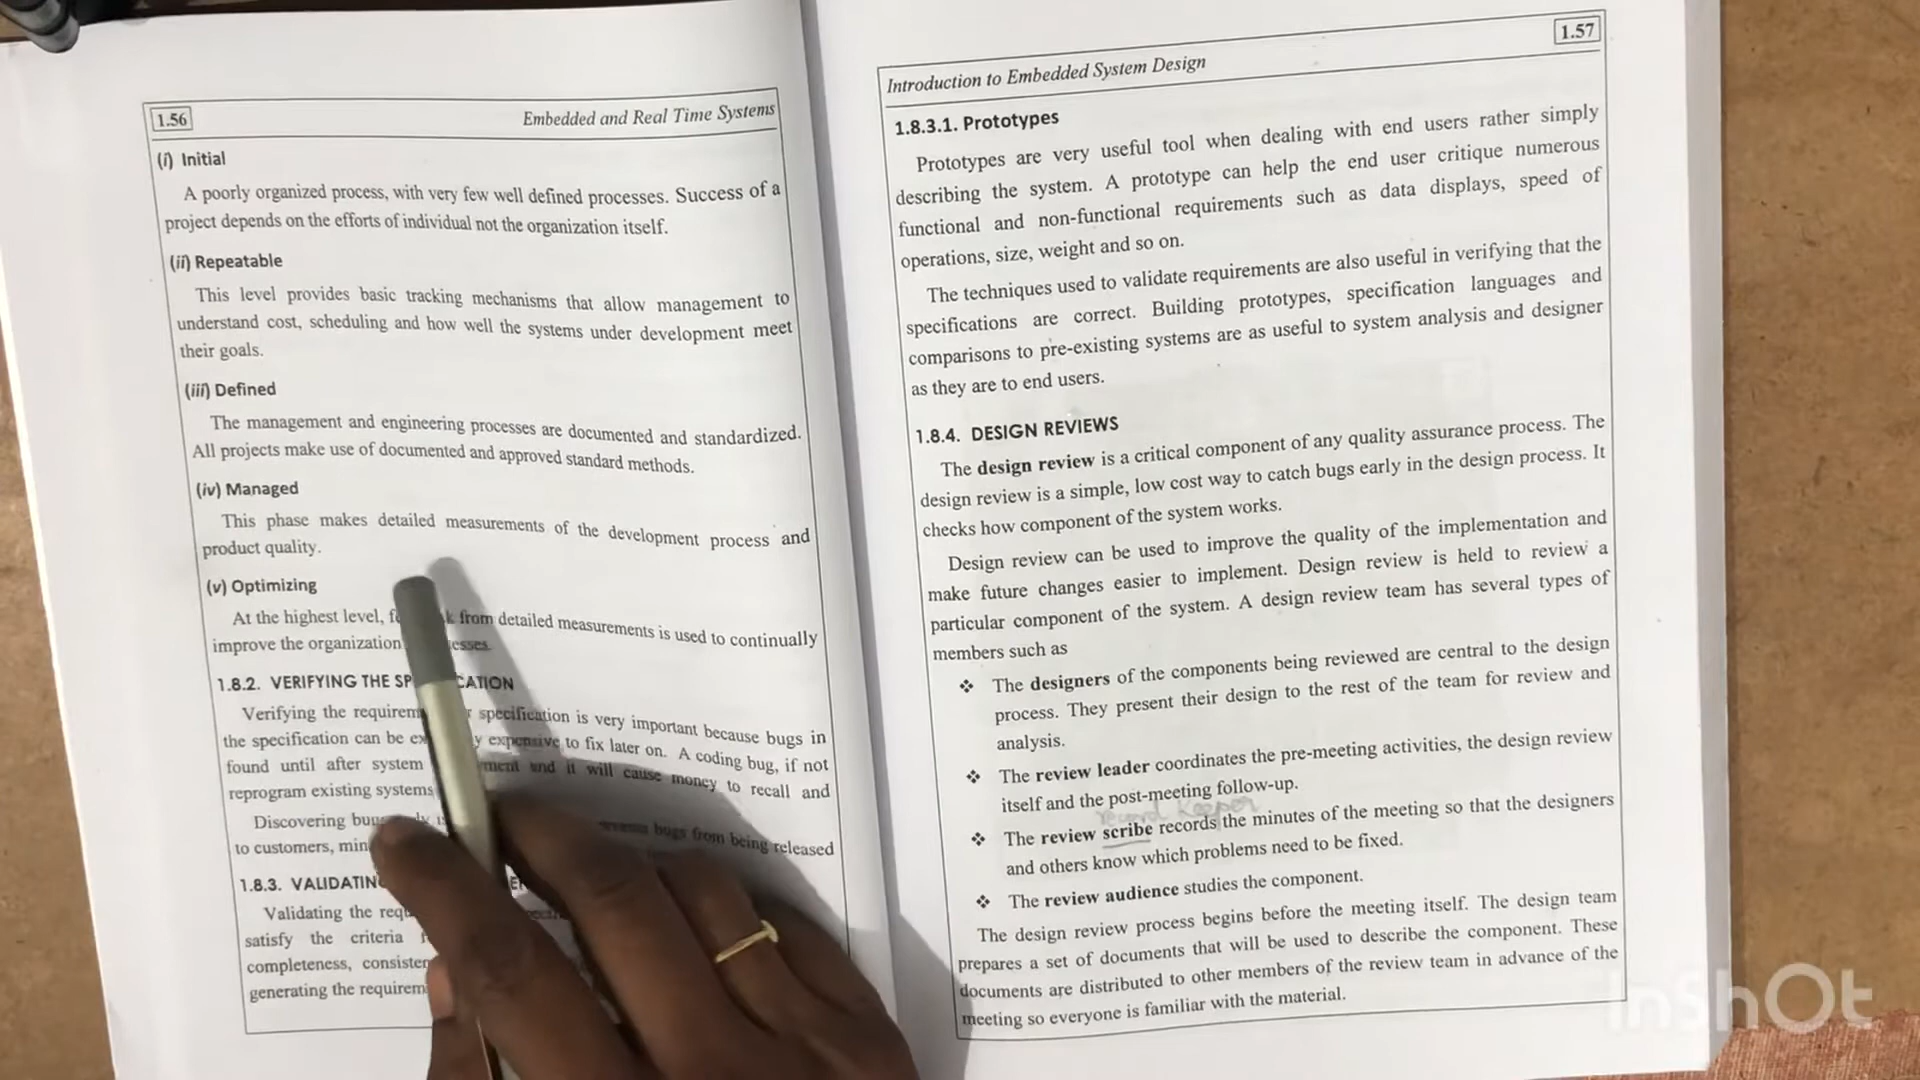 1.56
Embedded and Real Time Systems
(i) Initial
A poorly organized process, with very few well defined processes. Success of a
project depends on the efforts of individual not the organization itself.
(ii) Repeatable
This level provides basic tracking mechanisms that allow management to
understand cost, scheduling and how well the systems under development meet
their goals.
(iii) Defined
The management and engineering processes are documented and standardized.
All projects make use of documented and approved standard methods.
(iv) Managed
This phase makes detailed measurements of the development process and
product quality.
(v) Optimizing
At the highest level, from detailed measurements is used to continually
improve the organization
1.8.2. VERIFYING THE
Verifying the specification is very important because bugs in
the specification can be expensive to fix later on. A coding bug, if not
found until after system and it will cause money to recall and
reprogram existing systems
Discovering bugs from being released
to customers,
1.8.3.
Validating the
satisfy the criteria
completeness,
generating the
Introduction to Embedded System Design
1.57
1.8.3.1. Prototypes
Prototypes are very useful tool when dealing with end users rather simply
describing the system. A prototype can help the end user critique numerous
functional and non-functional requirements such as data displays, speed of
operations, size, weight and so on.
The techniques used to validate requirements are also useful in verifying that the
specifications are correct. Building prototypes, specification languages and
comparisons to pre-existing systems are as useful to system analysis and designer
as they are to end users.
1.8.4. DESIGN REVIEWS
The design review is a critical component of any quality assurance process. The
design review is a simple, low cost way to catch bugs early in the design process. It
checks how component of the system works.
Design review can be used to improve the quality of the implementation and
make future changes easier to implement. Design review is held to review a
particular component of the system. A design review team has several types of
members such as
❖ The designers of the components being reviewed are central to the design
process. They present their design to the rest of the team for review and
analysis.
❖ The review leader coordinates the pre-meeting activities, the design review
itself and the post-meeting follow-up.
record keeper
❖ The review scribe records the minutes of the meeting so that the designers
and others know which problems need to be fixed.
❖ The review audience studies the component.
The design review process begins before the meeting itself. The design team
prepares a set of documents that will be used to describe the component. These
documents are distributed to other members of the review team in advance of the
meeting so everyone is familiar with the material.
InShOt